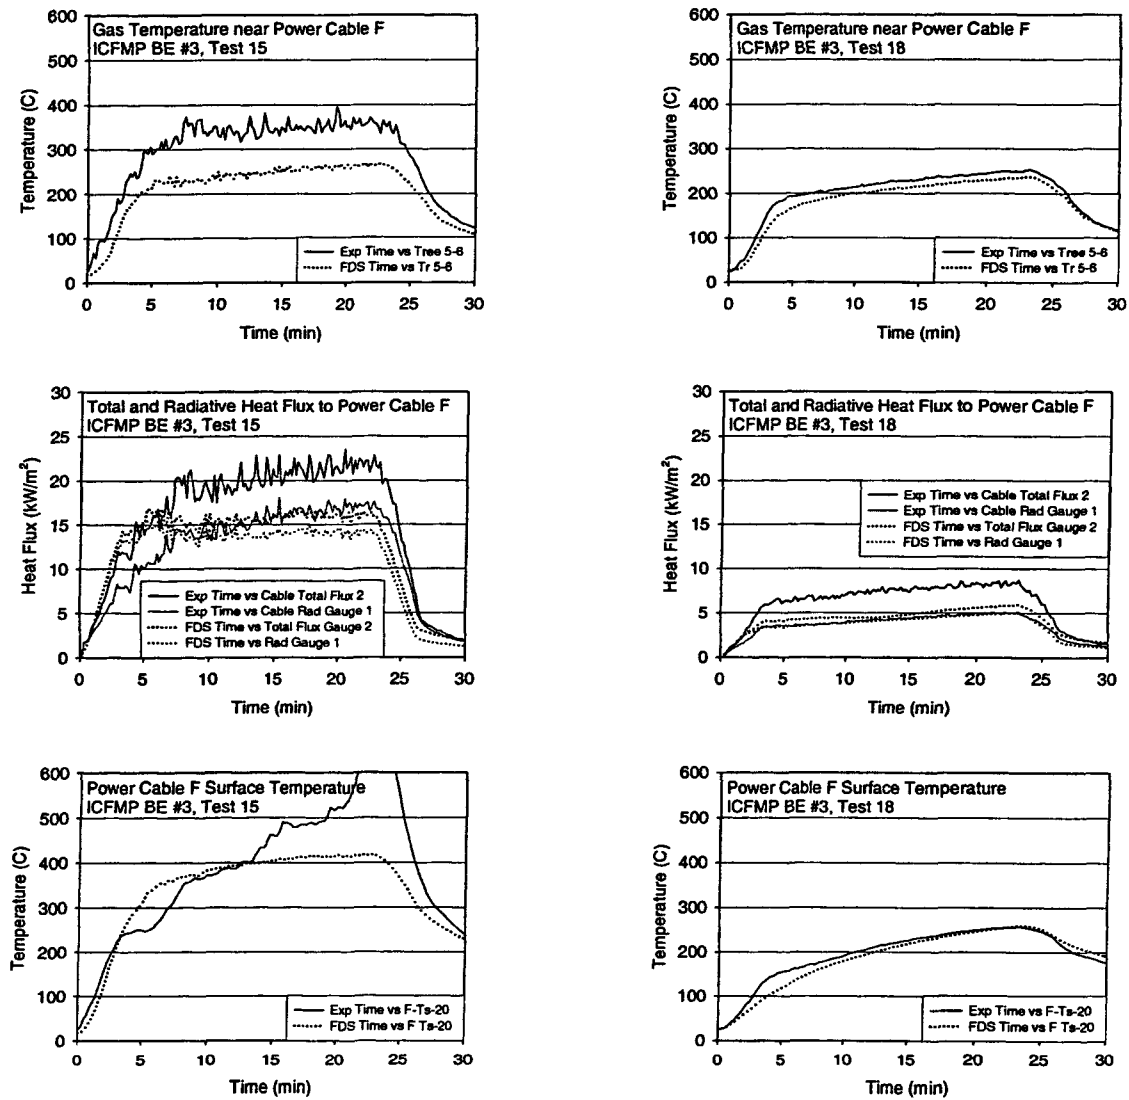 Gas Temperature near Power Cable F
ICFMP BE #3, Test 15
Temperature (C)
600
500
400
300
200
100
0
Exp Time vs Tree 5-6
FDS Time vs Tr 5-6
0 5 10 15 20 25 30
Time (min)
Gas Temperature near Power Cable F
ICFMP BE #3, Test 18
Temperature (C)
600
500
400
300
200
100
0
Exp Time vs Tree 5-6
FDS Time vs Tr 5-6
0 5 10 15 20 25 30
Time (min)
Total and Radiative Heat Flux to Power Cable F
ICFMP BE #3, Test 15
Heat Flux (kW/m²)
30
25
20
15
10
5
0
Exp Time vs Cable Total Flux 2
Exp Time vs Cable Rad Gauge 1
FDS Time vs Total Flux Gauge 2
FDS Time vs Rad Gauge 1
0 5 10 15 20 25 30
Time (min)
Total and Radiative Heat Flux to Power Cable F
ICFMP BE #3, Test 18
Heat Flux (kW/m²)
30
25
20
15
10
5
0
Exp Time vs Cable Total Flux 2
Exp Time vs Cable Rad Gauge 1
FDS Time vs Total Flux Gauge 2
FDS Time vs Rad Gauge 1
0 5 10 15 20 25 30
Time (min)
Power Cable F Surface Temperature
ICFMP BE #3, Test 15
Temperature (C)
600
500
400
300
200
100
0
Exp Time vs F-Ts-20
FDS Time vs F Ts-20
0 5 10 15 20 25 30
Time (min)
Power Cable F Surface Temperature
ICFMP BE #3, Test 18
Temperature (C)
600
500
400
300
200
100
0
Exp Time vs F-Ts-20
FDS Time vs F Ts-20
0 5 10 15 20 25 30
Time (min)